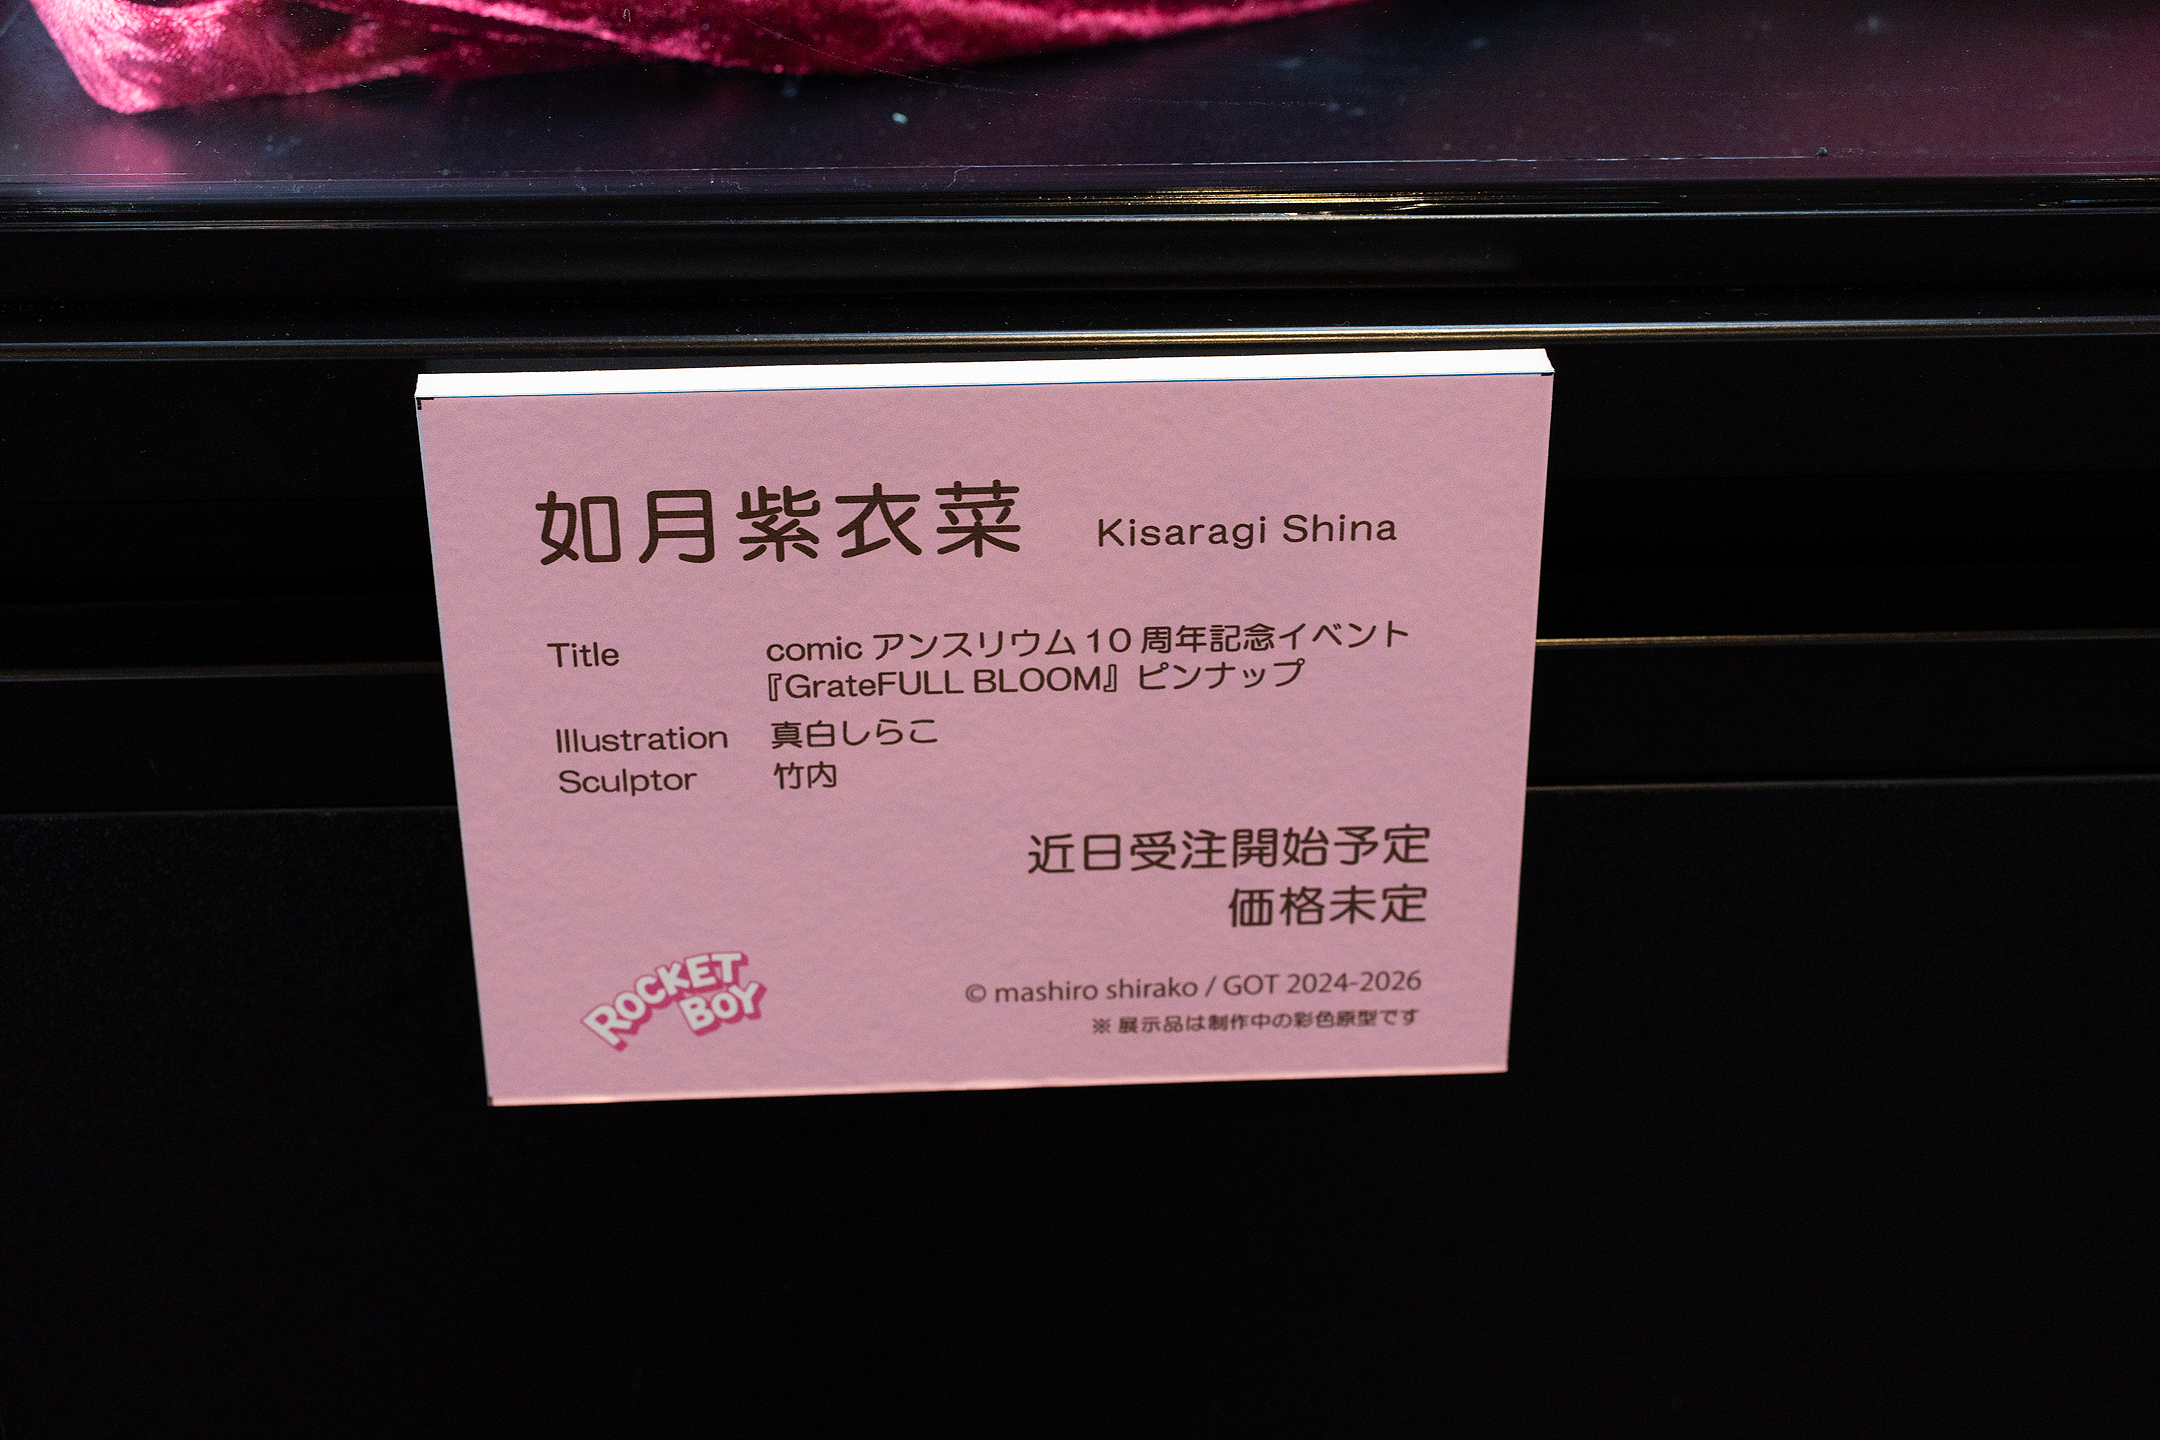 如月紫衣菜 Kisaragi Shina
Title comic アンスリウム 10 周年記念イベント
『GrateFULL BLOOM』ピンナップ
Illustration 真白しらこ
Sculptor 竹内
近日受注開始予定
価格未定
ROCKET
BOY
© mashiro shirako / GOT 2024-2026
※ 展示品は制作中の彩色原型です